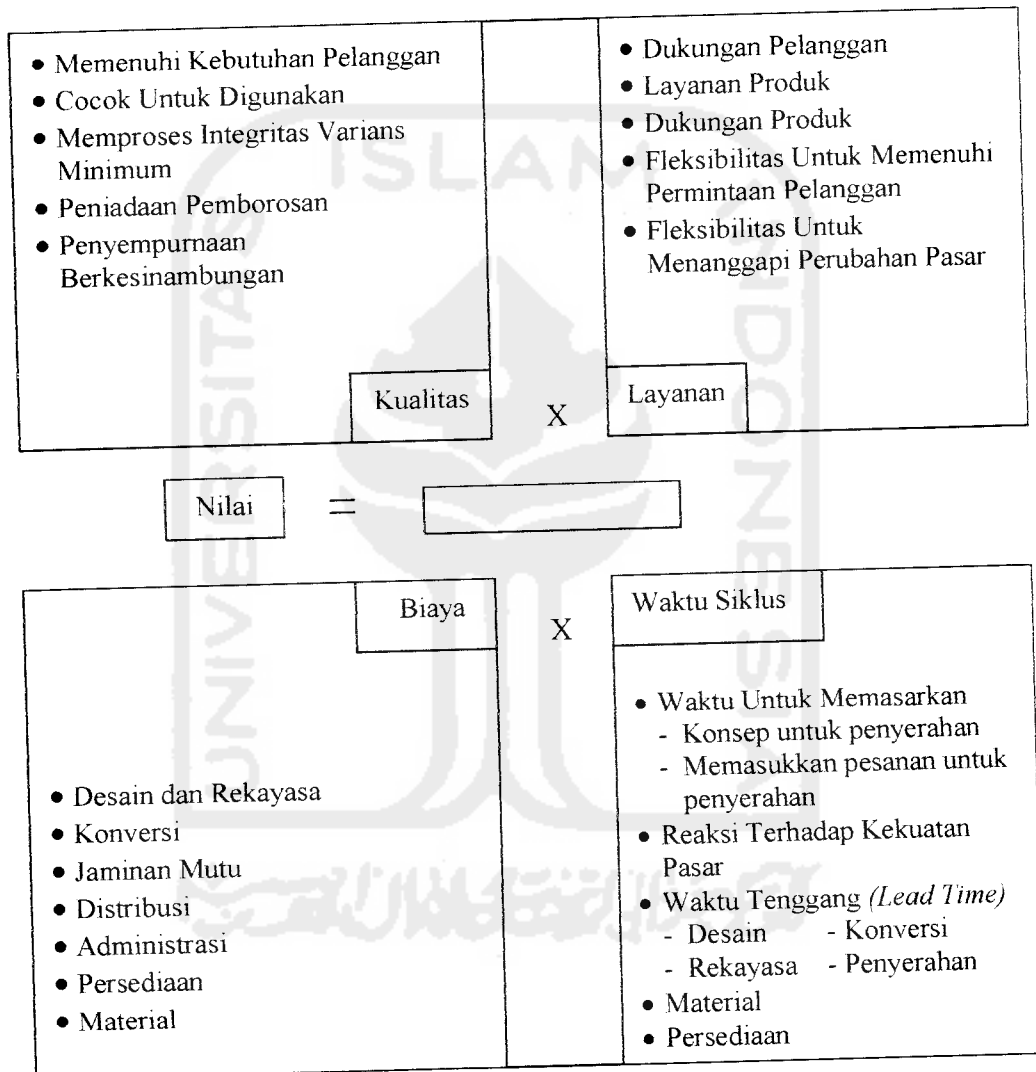 • Memenuhi Kebutuhan Pelanggan
• Cocok Untuk Digunakan
• Memproses Integritas Varians
Minimum
• Peniadaan Pemborosan
• Penyempurnaan
Berkesinambungan
Kualitas
X
• Dukungan Pelanggan
• Layanan Produk
• Dukungan Produk
• Fleksibilitas Untuk Memenuhi
Permintaan Pelanggan
• Fleksibilitas Untuk
Menanggapi Perubahan Pasar
Layanan
Nilai =
Biaya
X
Waktu Siklus
• Desain dan Rekayasa
• Konversi
• Jaminan Mutu
• Distribusi
• Administrasi
• Persediaan
• Material
• Waktu Untuk Memasarkan
- Konsep untuk penyerahan
- Memasukkan pesanan untuk
penyerahan
• Reaksi Terhadap Kekuatan
Pasar
• Waktu Tenggang (Lead Time)
- Desain - Konversi
- Rekayasa - Penyerahan
• Material
• Persediaan
UNIVERSITAS
ISLAM
INDONESIA